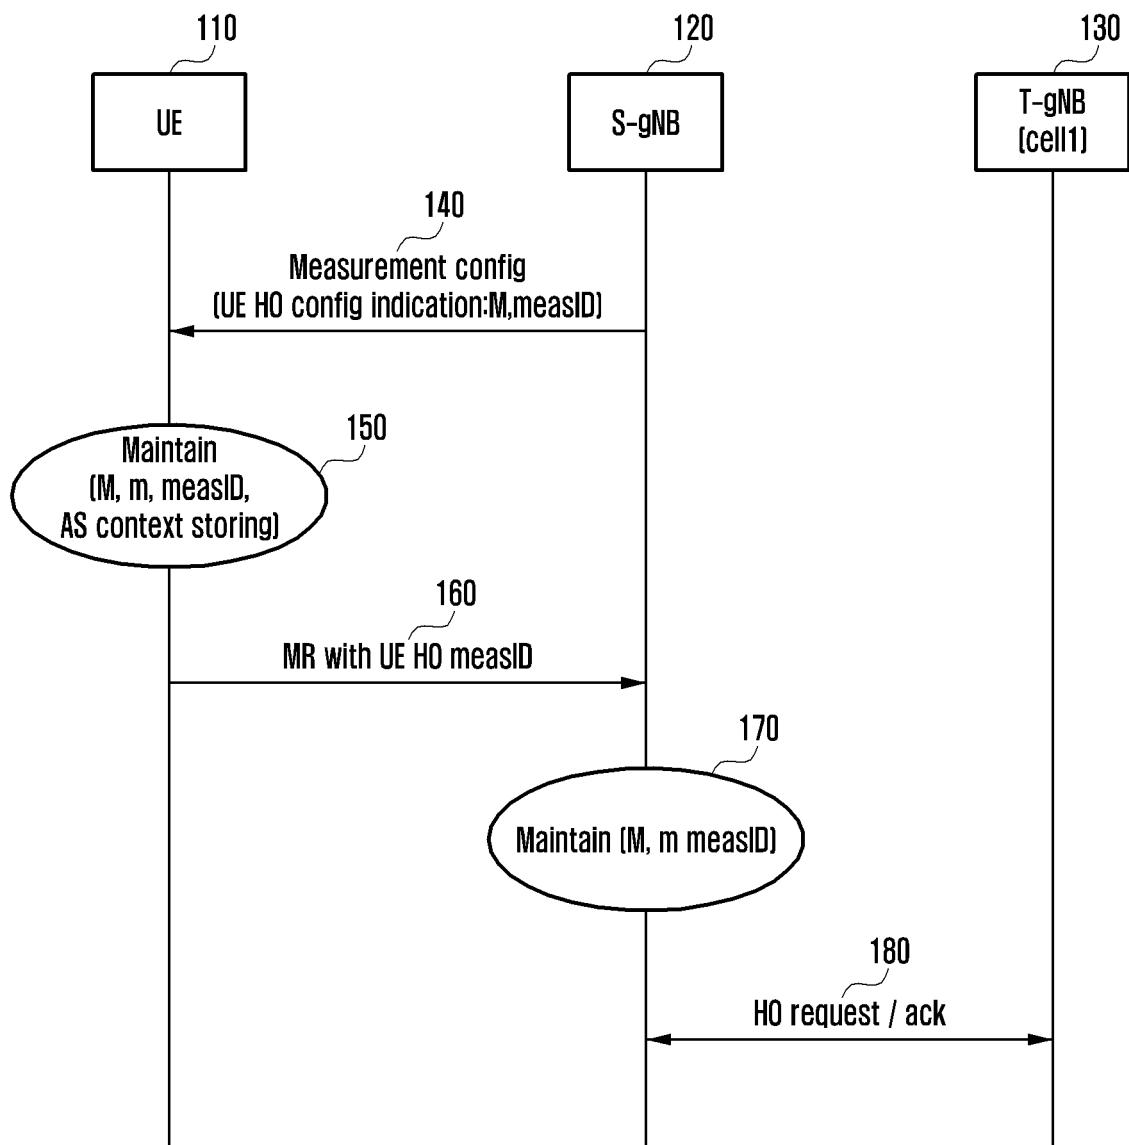 110
120
130
UE
S-gNB
T-gNB
(cell1)
140
Measurement config
(UE HO config indication:M,measID)
150
Maintain
(M, m, measID,
AS context storing)
160
MR with UE HO measID
170
Maintain (M, m measID)
180
HO request / ack